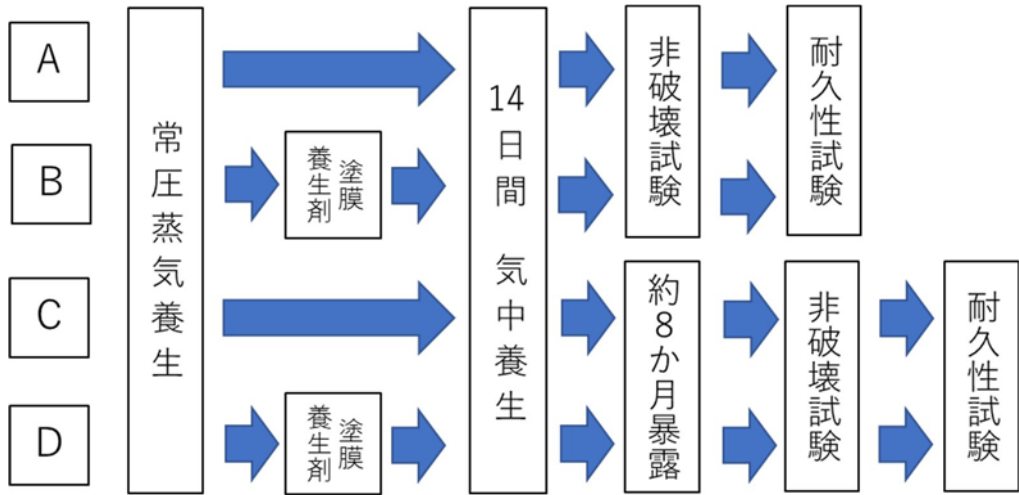 A
B
C
D
常圧蒸気養生
塗膜
養生剤
塗膜
養生剤
14日間 気中養生
非破壊試験
耐久性試験
約8か月暴露
非破壊試験
耐久性試験